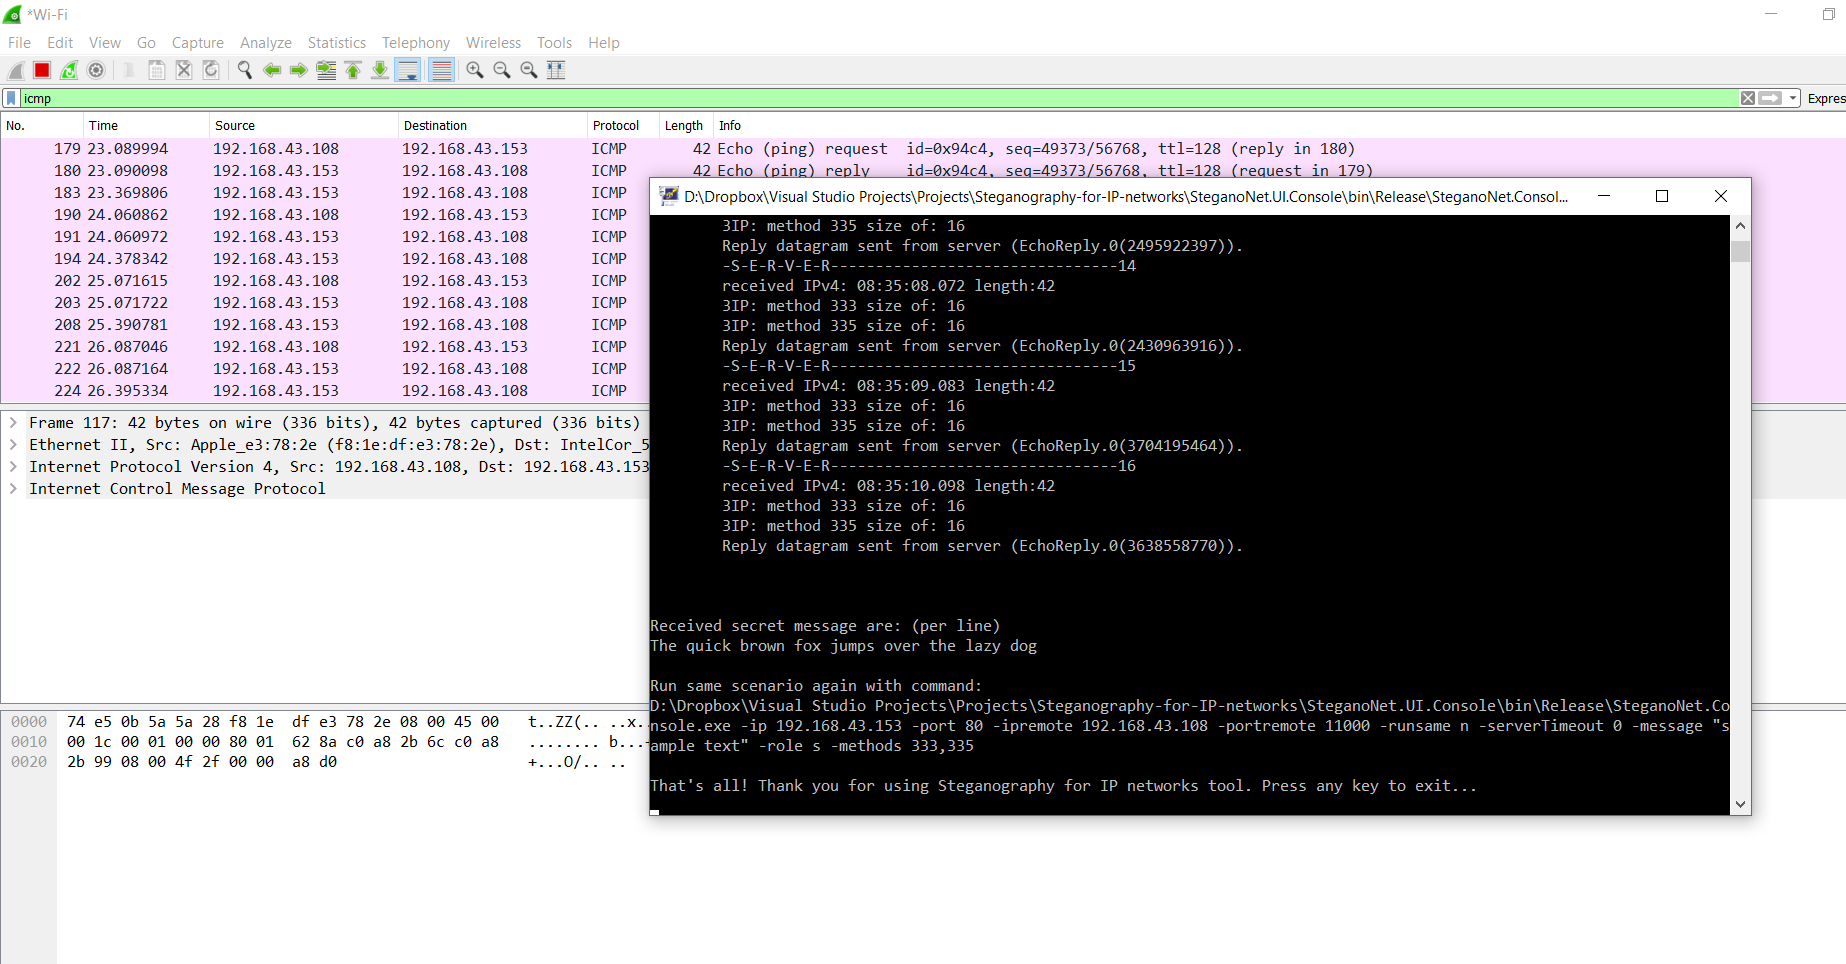 *Wi-Fi
File Edit View Go Capture Analyze Statistics Telephony Wireless Tools Help
icmp
Expres
No. Time Source Destination Protocol Length Info
179 23.089994 192.168.43.108 192.168.43.153 ICMP 42 Echo (ping) request id=0x94c4, seq=49373/56768, ttl=128 (reply in 180)
180 23.090098 192.168.43.153 192.168.43.108 ICMP 42 Echo (ping) reply id=0x94c4, seq=49373/56768, ttl=128 (request in 179)
183 23.369806 192.168.43.153 192.168.43.108 ICMP
190 24.060862 192.168.43.108 192.168.43.153 ICMP
191 24.060972 192.168.43.153 192.168.43.108 ICMP
194 24.378342 192.168.43.153 192.168.43.108 ICMP
202 25.071615 192.168.43.108 192.168.43.153 ICMP
203 25.071722 192.168.43.153 192.168.43.108 ICMP
208 25.390781 192.168.43.153 192.168.43.108 ICMP
221 26.087046 192.168.43.108 192.168.43.153 ICMP
222 26.087164 192.168.43.153 192.168.43.108 ICMP
224 26.395334 192.168.43.153 192.168.43.108 ICMP
Frame 117: 42 bytes on wire (336 bits), 42 bytes captured (336 bits)
Ethernet II, Src: Apple_e3:78:2e (f8:1e:df:e3:78:2e), Dst: IntelCor_5
Internet Protocol Version 4, Src: 192.168.43.108, Dst: 192.168.43.153
Internet Control Message Protocol
0000 74 e5 0b 5a 5a 28 f8 1e df e3 78 2e 08 00 45 00 t..ZZ(.. ..x.
0010 00 1c 00 01 00 00 80 01 62 8a c0 a8 2b 6c c0 a8 ........ b...
0020 2b 99 08 00 4f 2f 00 00 a8 d0 +...O/.. ..
D:\Dropbox\Visual Studio Projects\Projects\Steganography-for-IP-networks\SteganoNet.UI.Console\bin\Release\SteganoNet.Consol...
3IP: method 335 size of: 16
Reply datagram sent from server (EchoReply.0(2495922397)).
-S-E-R-V-E-R--------------------------------14
received IPv4: 08:35:08.072 length:42
3IP: method 333 size of: 16
3IP: method 335 size of: 16
Reply datagram sent from server (EchoReply.0(2430963916)).
-S-E-R-V-E-R--------------------------------15
received IPv4: 08:35:09.083 length:42
3IP: method 333 size of: 16
3IP: method 335 size of: 16
Reply datagram sent from server (EchoReply.0(3704195464)).
-S-E-R-V-E-R--------------------------------16
received IPv4: 08:35:10.098 length:42
3IP: method 333 size of: 16
3IP: method 335 size of: 16
Reply datagram sent from server (EchoReply.0(3638558770)).
Received secret message are: (per line)
The quick brown fox jumps over the lazy dog
Run same scenario again with command:
D:\Dropbox\Visual Studio Projects\Projects\Steganography-for-IP-networks\SteganoNet.UI.Console\bin\Release\SteganoNet.Co
nsole.exe -ip 192.168.43.153 -port 80 -ipremote 192.168.43.108 -portremote 11000 -runsame n -serverTimeout 0 -message "s
ample text" -role s -methods 333,335
That's all! Thank you for using Steganography for IP networks tool. Press any key to exit...